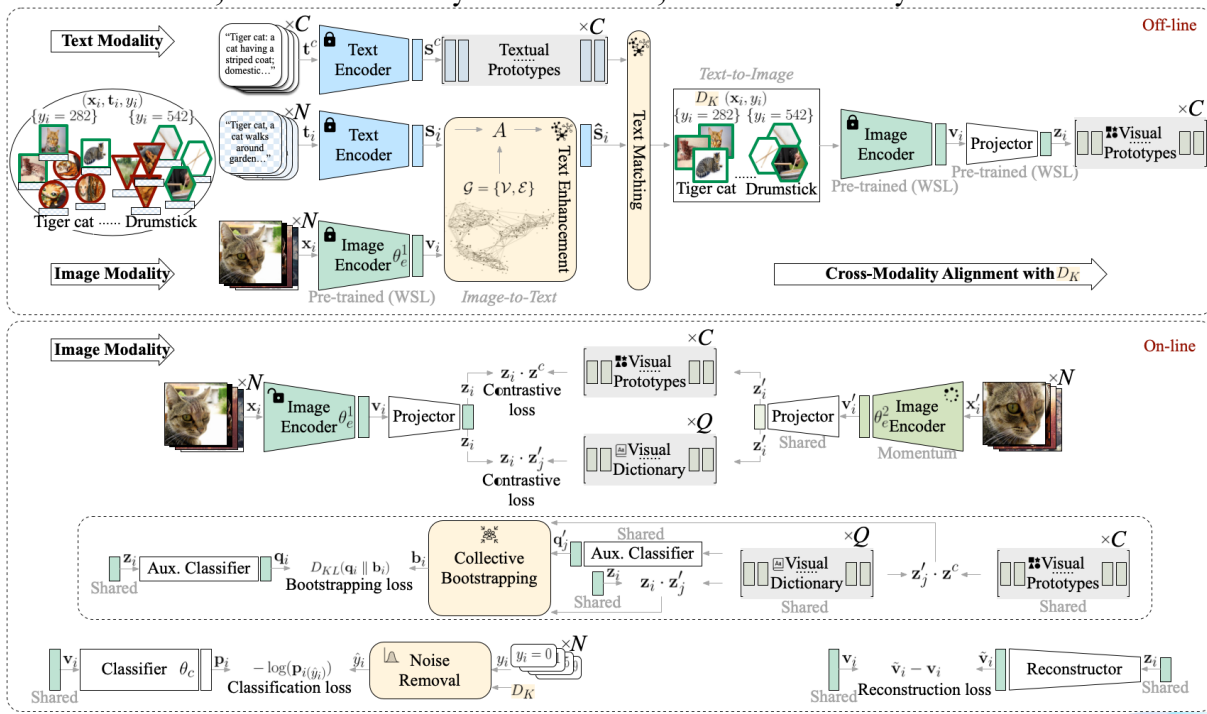 Text Modality
×C
"Tiger cat: a cat having a striped coat; domestic…"
t^c
Text Encoder
s^c
×C
Textual Prototypes
Off-line
(x_i, t_i, y_i)
{y_i = 282} {y_i = 542}
Tiger cat ...... Drumstick
×N
"Tiger cat, a cat walks around garden…"
t_i
Text Encoder
s_i
A
ŝ_i
G = {V, E}
Text Enhancement
Text Matching
Text-to-Image
D_K (x_i, y_i)
{y_i = 282} {y_i = 542}
Tiger cat ...... Drumstick
Image Encoder
v_i
Projector
z_i
×C
Visual Prototypes
Pre-trained (WSL)
Pre-trained (WSL)
Image Modality
×N
x_i
Image Encoder θ_e^1
v_i
Pre-trained (WSL)
Image-to-Text
Cross-Modality Alignment with D_K
Image Modality
On-line
×N
x_i
Image Encoder θ_e^1
v_i
Projector
z_i
z_i
z_i · z^c
Contrastive loss
×C
Visual Prototypes
z_i · z'_j
Contrastive loss
×Q
Visual Dictionary
z'_i
z'_i
Projector
Shared
v'_i
θ_e^2 Image Encoder
Momentum
x'_i
×N
z_i
Shared
Aux. Classifier
q_i
D_KL(q_i ∥ b_i)
Bootstrapping loss
b_i
Collective Bootstrapping
Shared
q'_j
Aux. Classifier
z_i
Shared
z_i · z'_j
×Q
Visual Dictionary
Shared
z'_j · z^c
×C
Visual Prototypes
Shared
v_i
Shared
Classifier θ_c
p_i
− log(p_i(ŷ_i))
Classification loss
ŷ_i
Noise Removal
y_i
y_i = 0
×N
D_K
v_i
Shared
ṽ_i − v_i
Reconstruction loss
ṽ_i
Reconstructor
z_i
Shared